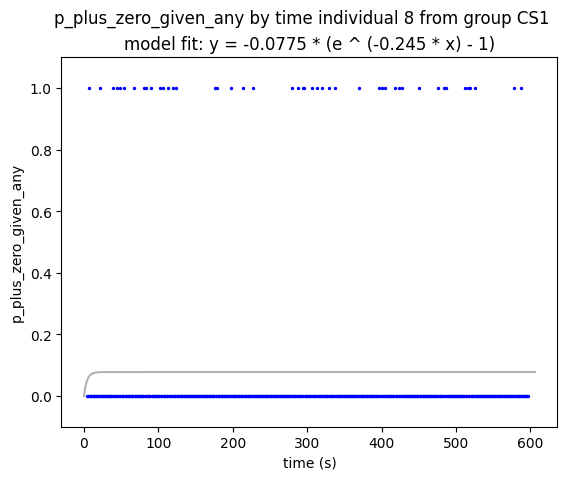 p_plus_zero_given_any by time individual 8 from group CS1
model fit: y = -0.0775 * (e ^ (-0.245 * x) - 1)
1.0
0.8
0.6
0.4
0.2
0.0
p_plus_zero_given_any
0 100 200 300 400 500 600
time (s)